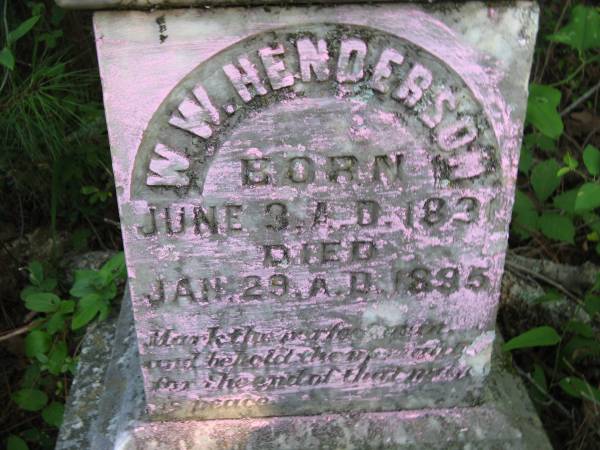 W.W. HENDERSON
BORN
JUNE 3. A.D. 1831
DIED
JAN. 29. A.D. 1895
Mark the perfect man
and behold the upright
for the end of that man
is peace